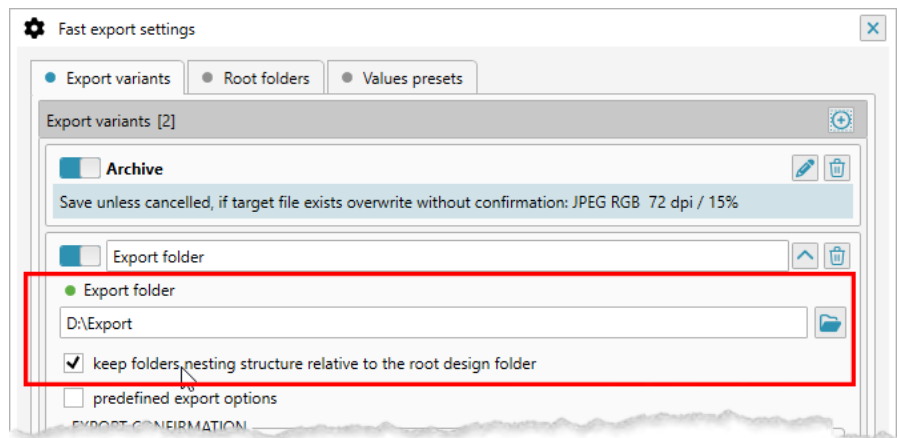 Fast export settings
Export variants
Root folders
Values presets
Export variants [2]
Archive
Save unless cancelled, if target file exists overwrite without confirmation: JPEG RGB 72 dpi / 15%
Export folder
Export folder
D:\Export
keep folders nesting structure relative to the root design folder
predefined export options
EXPORT CONFIRMATION